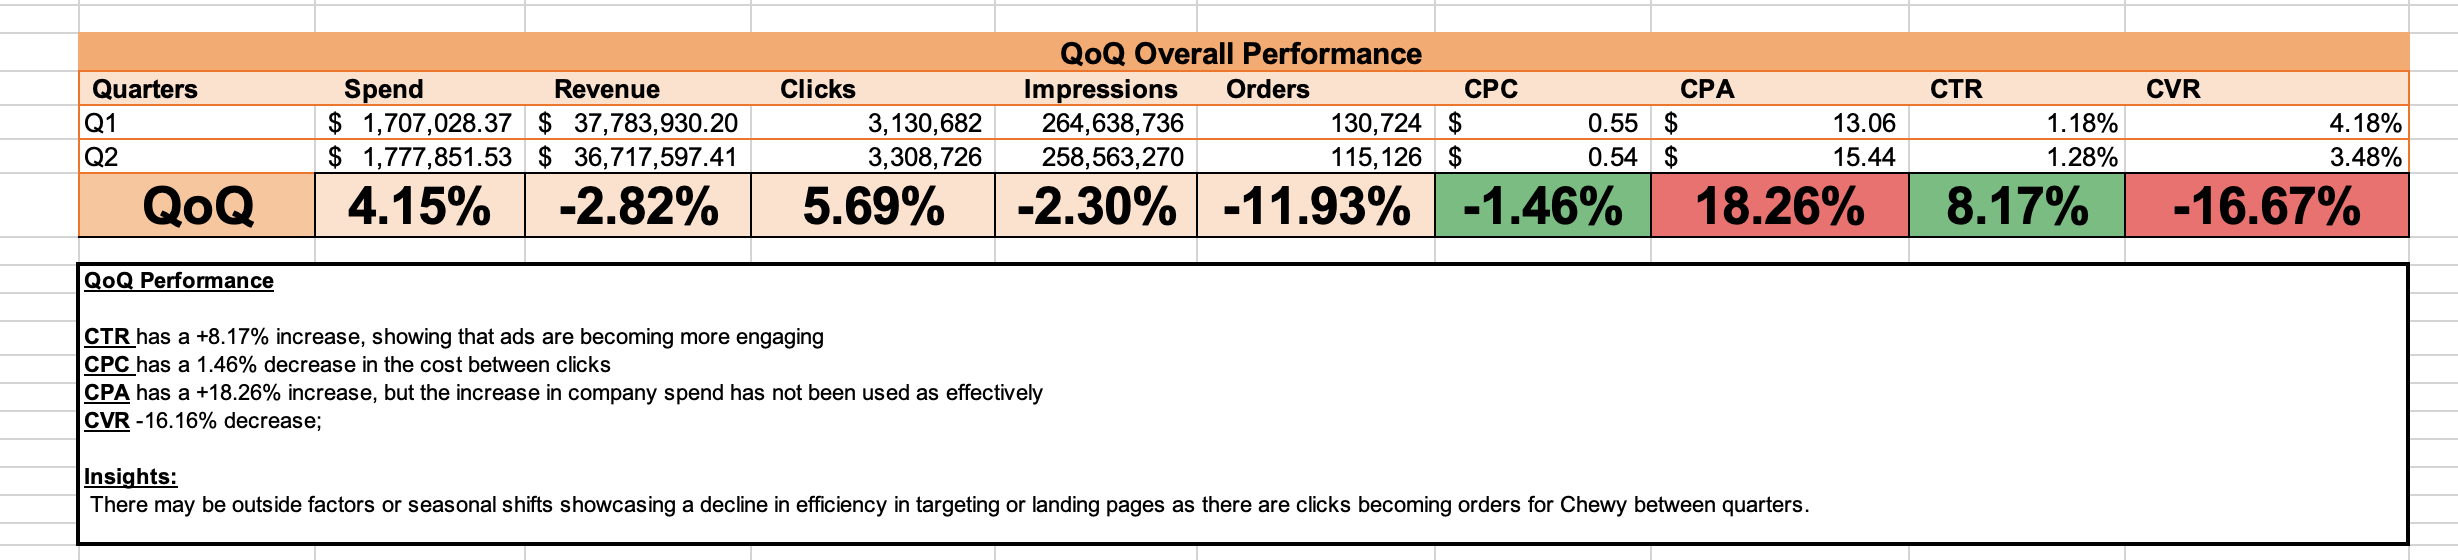 QoQ Overall Performance
Quarters Spend Revenue Clicks Impressions Orders CPC CPA CTR CVR
Q1 $ 1,707,028.37 $ 37,783,930.20 3,130,682 264,638,736 130,724 $ 0.55 $ 13.06 1.18% 4.18%
Q2 $ 1,777,851.53 $ 36,717,597.41 3,308,726 258,563,270 115,126 $ 0.54 $ 15.44 1.28% 3.48%
QoQ 4.15% -2.82% 5.69% -2.30% -11.93% -1.46% 18.26% 8.17% -16.67%
QoQ Performance
CTR has a +8.17% increase, showing that ads are becoming more engaging
CPC has a 1.46% decrease in the cost between clicks
CPA has a +18.26% increase, but the increase in company spend has not been used as effectively
CVR -16.16% decrease;
Insights:
There may be outside factors or seasonal shifts showcasing a decline in efficiency in targeting or landing pages as there are clicks becoming orders for Chewy between quarters.